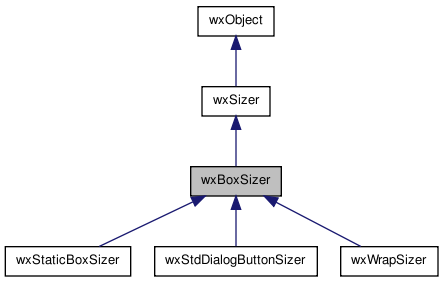 wxObject
wxSizer
wxBoxSizer
wxStaticBoxSizer
wxStdDialogButtonSizer
wxWrapSizer